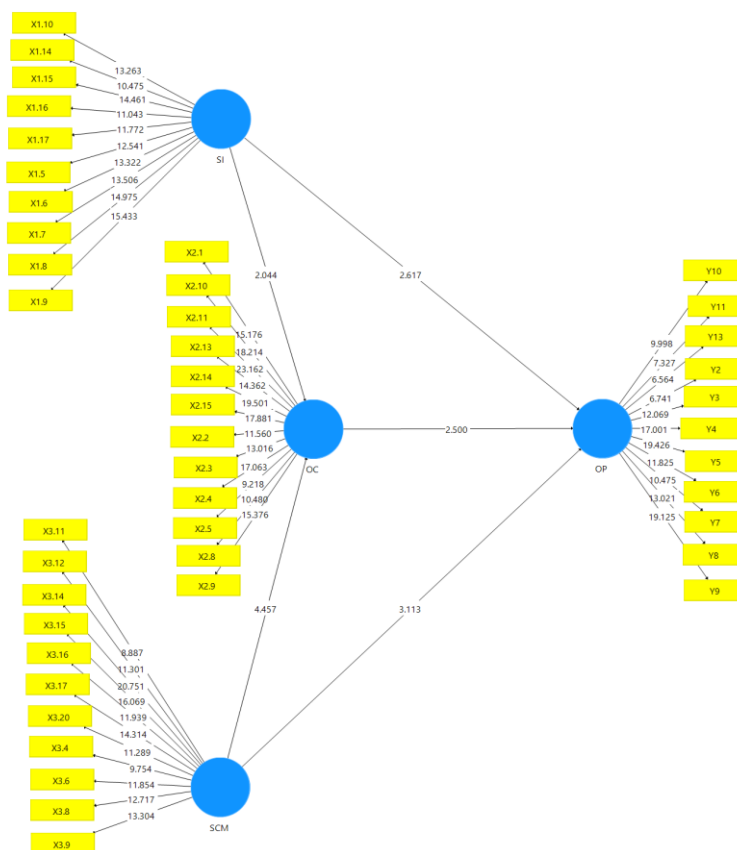 X1.10
X1.14
X1.15
X1.16
X1.17
X1.5
X1.6
X1.7
X1.8
X1.9
13.263
10.475
14.461
11.043
11.772
12.541
13.322
13.506
14.975
15.433
SI
2.044
2.617
X2.1
X2.10
X2.11
X2.13
X2.14
X2.15
X2.2
X2.3
X2.4
X2.5
X2.8
X2.9
15.176
18.214
23.162
14.362
19.501
17.881
11.560
13.016
17.063
9.218
10.480
15.376
OC
2.500
OP
9.998
7.327
6.564
6.741
12.069
17.001
19.426
11.825
10.475
13.021
19.125
Y10
Y11
Y13
Y2
Y3
Y4
Y5
Y6
Y7
Y8
Y9
4.457
3.113
X3.11
X3.12
X3.14
X3.15
X3.16
X3.17
X3.20
X3.4
X3.6
X3.8
X3.9
8.887
11.301
20.751
16.069
11.939
14.314
11.289
9.754
11.854
12.717
13.304
SCM